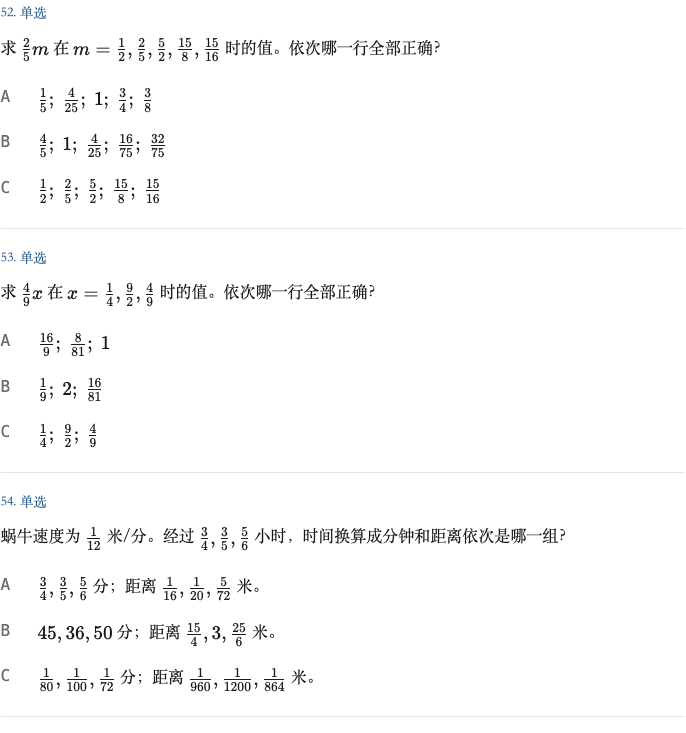 52. 单选
求 2/5 m 在 m = 1/2, 2/5, 5/2, 15/8, 15/16 时的值。依次哪一行全部正确?
A 1/5; 4/25; 1; 3/4; 3/8
B 4/5; 1; 4/25; 16/75; 32/75
C 1/2; 2/5; 5/2; 15/8; 15/16
53. 单选
求 4/9 x 在 x = 1/4, 9/2, 4/9 时的值。依次哪一行全部正确?
A 16/9; 8/81; 1
B 1/9; 2; 16/81
C 1/4; 9/2; 4/9
54. 单选
蜗牛速度为 1/12 米/分。经过 3/4, 3/5, 5/6 小时，时间换算成分钟和距离依次是哪一组?
A 3/4, 3/5, 5/6 分；距离 1/16, 1/20, 5/72 米。
B 45, 36, 50 分；距离 15/4, 3, 25/6 米。
C 1/80, 1/100, 1/72 分；距离 1/960, 1/1200, 1/864 米。